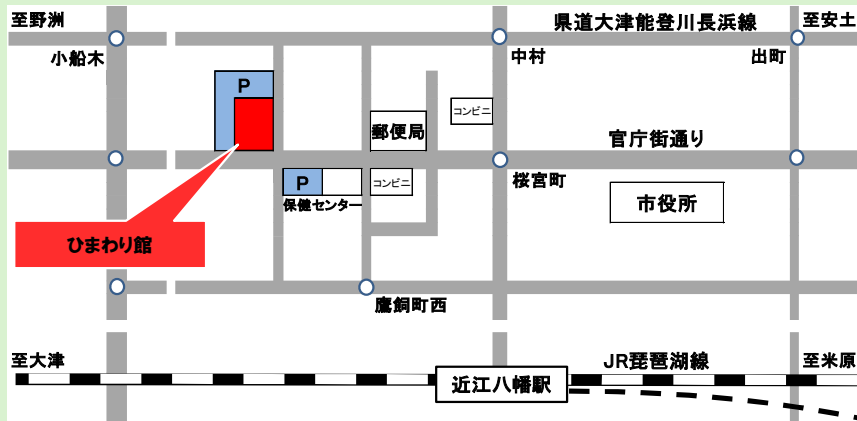 至野洲
県道大津能登川長浜線
至安土
小船木
中村
出町
P
コンビニ
郵便局
官庁街通り
P
コンビニ
桜宮町
保健センター
市役所
ひまわり館
鷹飼町西
至大津
JR琵琶湖線
至米原
近江八幡駅